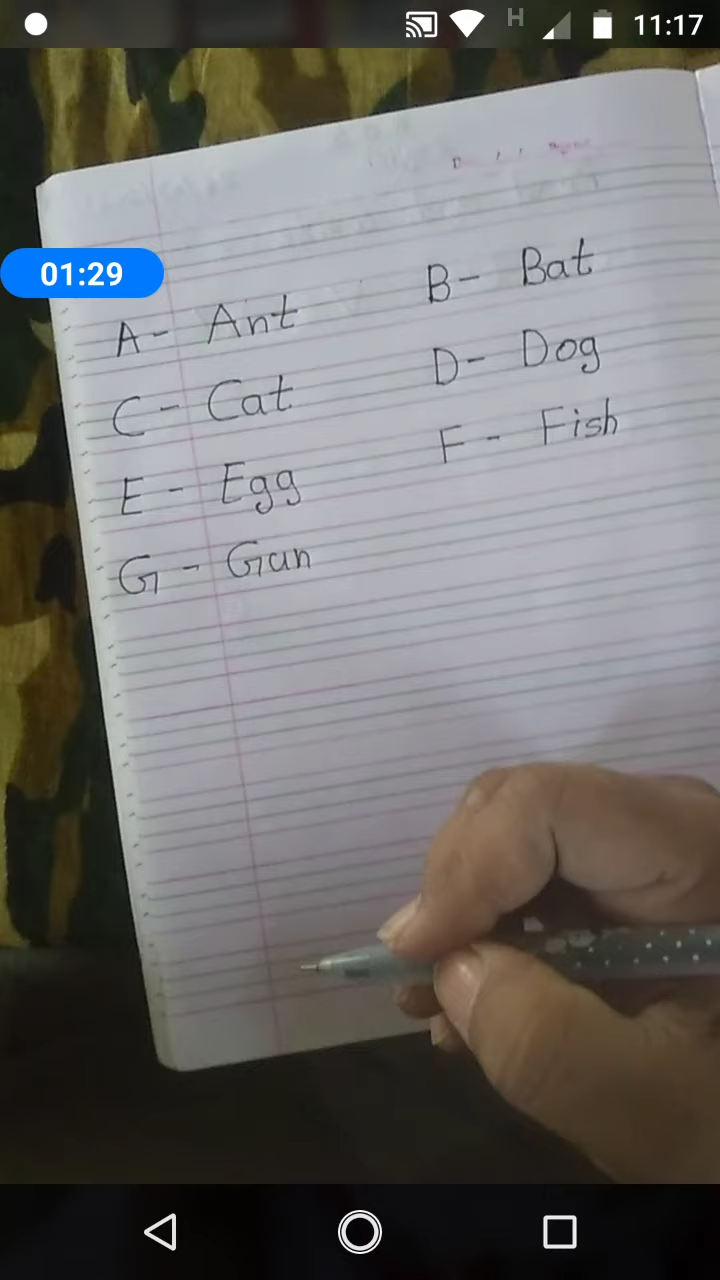 H 11:17
01:29
A- Ant B- Bat
C- Cat D- Dog
E- Egg F- Fish
G- Gun